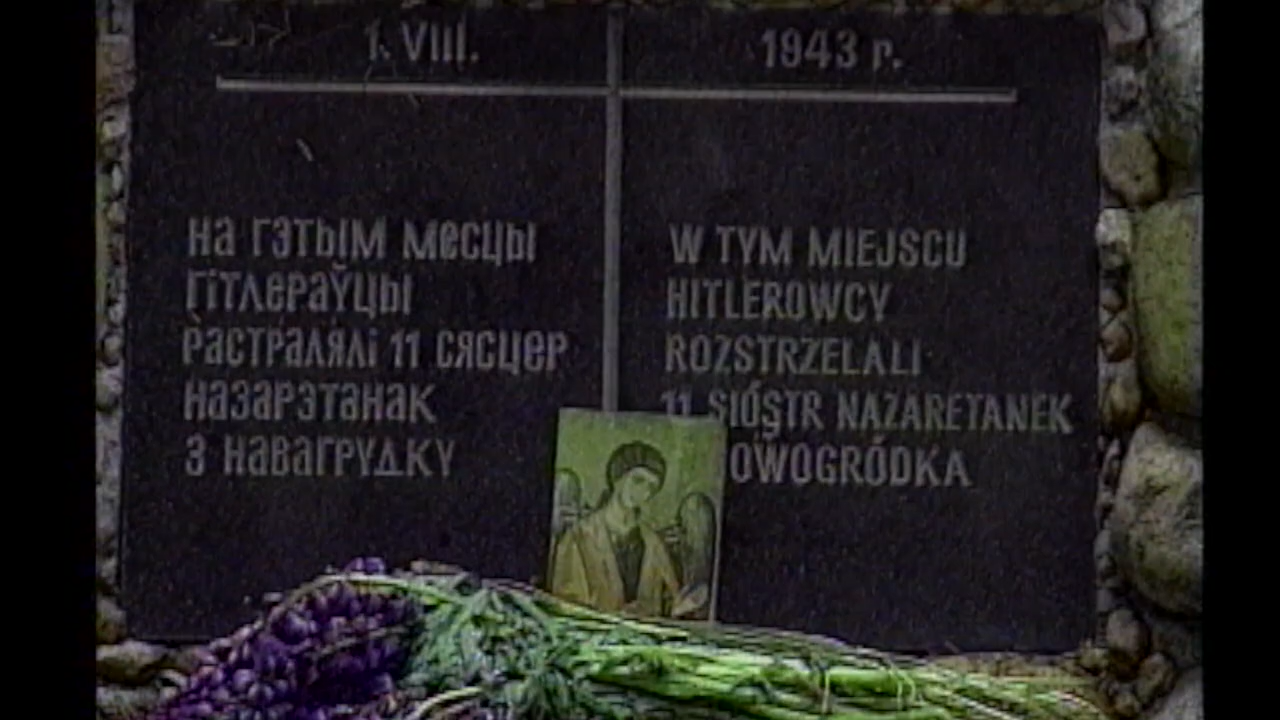 1. VIII. 1943 г.
на гэтым месцы
гітлераўцы
растралялі 11 сясцер
назарэтанак
з навагрудку
W TYM MIEJSCU
HITLEROWCY
ROZSTRZELALI
11 SIÓSTR NAZARETANEK
OWOGRÓDKA